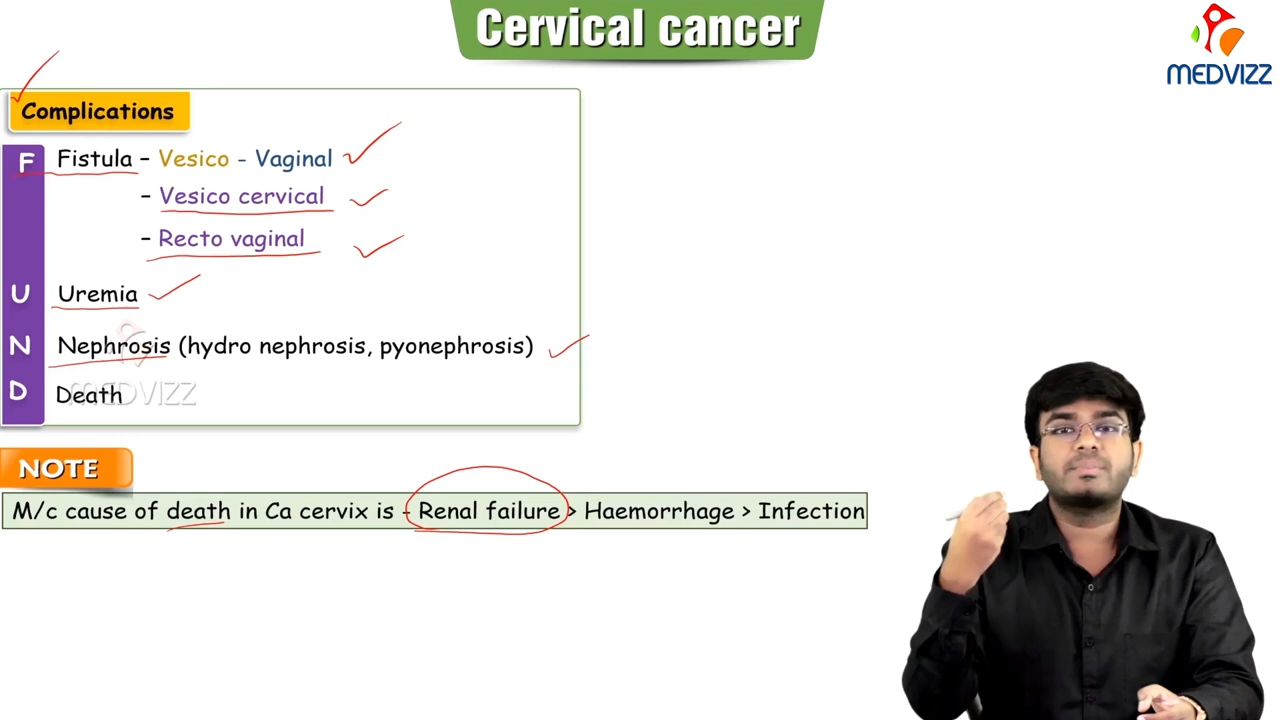 Cervical cancer
MEDVIZZ
Complications
F Fistula – Vesico - Vaginal
– Vesico cervical
– Recto vaginal
U Uremia
N Nephrosis (hydro nephrosis, pyonephrosis)
D Death
MEDVIZZ
NOTE
M/c cause of death in Ca cervix is - Renal failure > Haemorrhage > Infection